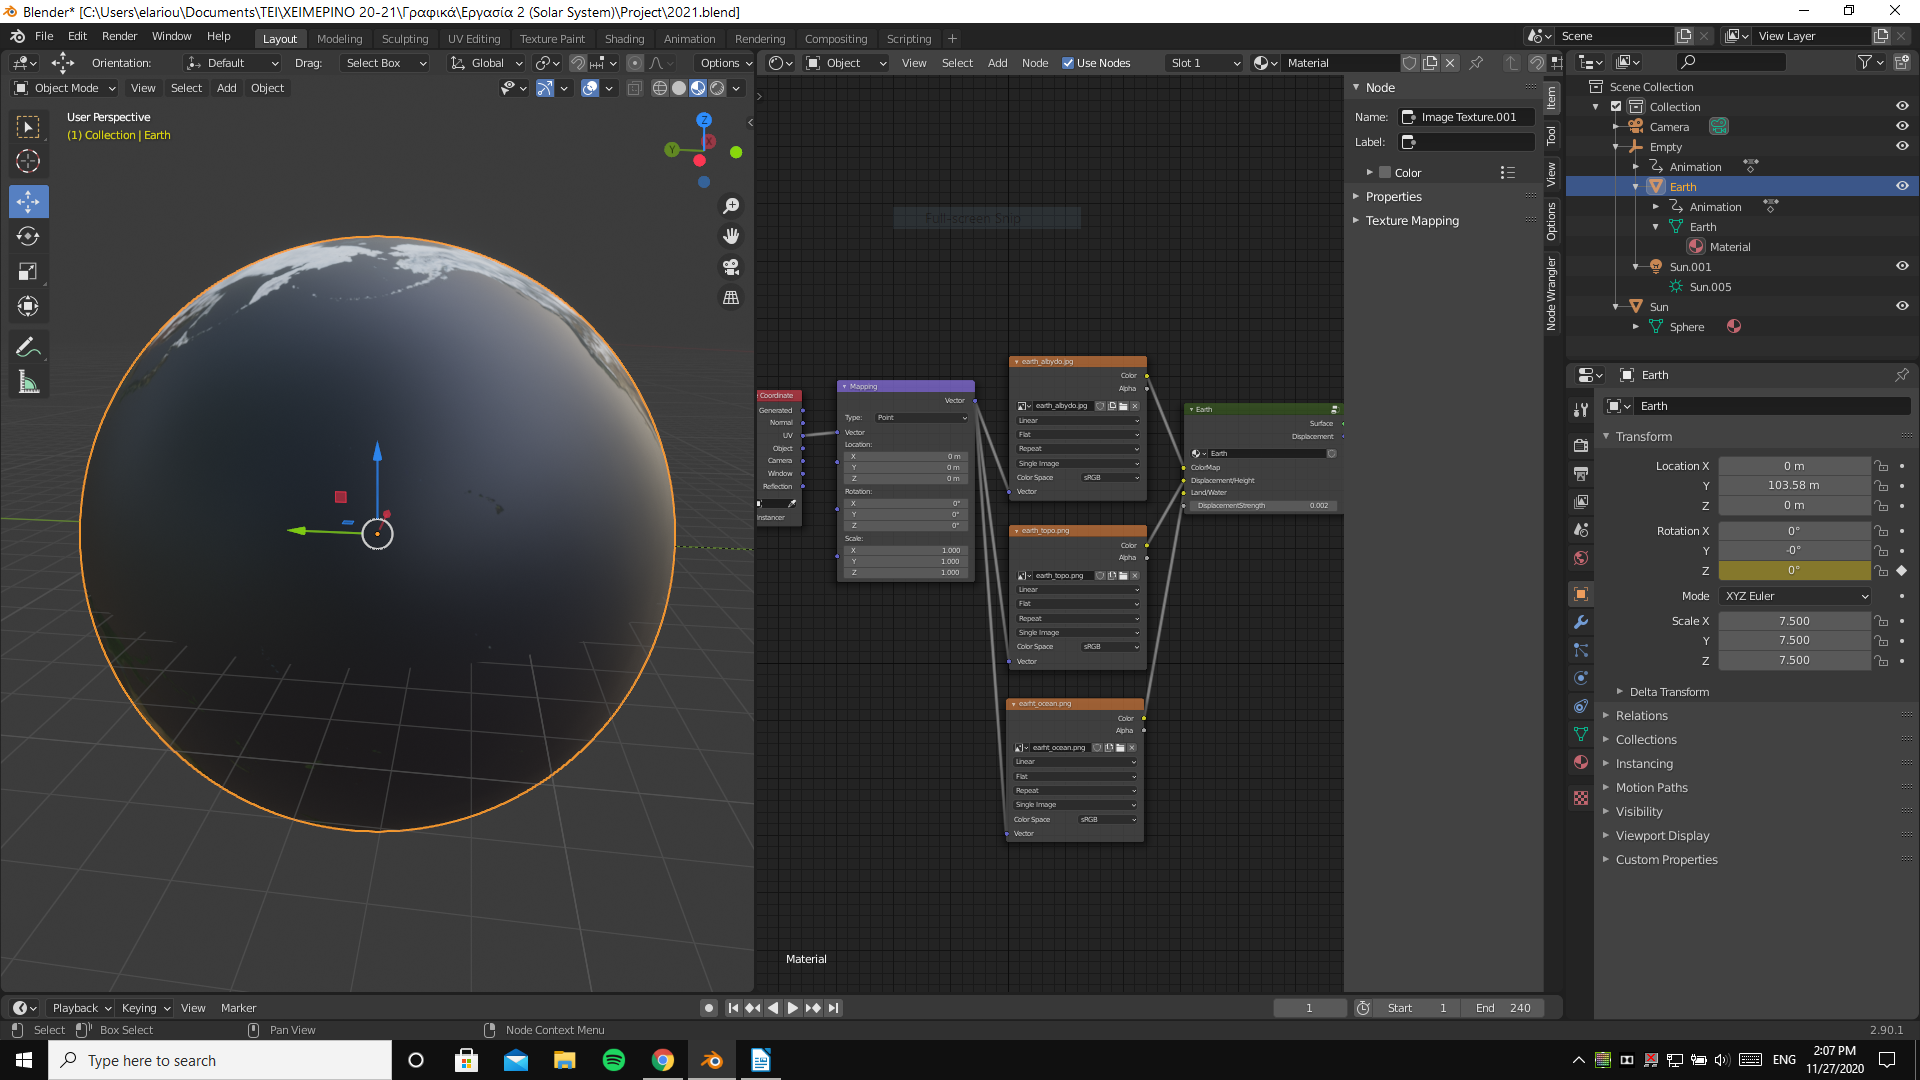 Blender* [C:\Users\elariou\Documents\TEI\ΧΕΙΜΕΡΙΝΟ 20-21\Γραφικά\Εργασία 2 (Solar System)\Project\2021.blend]
File Edit Render Window Help Layout Modeling Sculpting UV Editing Texture Paint Shading Animation Rendering Compositing Scripting + Scene View Layer
Orientation: Default Drag: Select Box Global Options
Object View Select Add Node Use Nodes Slot 1 Material
Object Mode View Select Add Object
User Perspective
(1) Collection | Earth
Z
Y
X
Full-screen Snip
Coordinate
Generated
Normal
UV
Object
Camera
Window
Reflection
Instancer
Mapping
Vector
Type: Point
Vector
Location:
X 0 m
Y 0 m
Z 0 m
Rotation:
X 0°
Y 0°
Z 0°
Scale:
X 1.000
Y 1.000
Z 1.000
earth_albydo.jpg
Color
Alpha
earth_albydo.jpg
Linear
Flat
Repeat
Single Image
Color Space sRGB
Vector
earth_topo.png
Color
Alpha
earth_topo.png
Linear
Flat
Repeat
Single Image
Color Space sRGB
Vector
earht_ocean.png
Color
Alpha
earht_ocean.png
Linear
Flat
Repeat
Single Image
Color Space sRGB
Vector
Earth
Surface
Displacement
Earth
ColorMap
Displacement/Height
Land/Water
DisplacementStrength 0.002
Material
Node
Name: Image Texture.001
Label:
Color
Properties
Texture Mapping
Item
Tool
View
Options
Node Wrangler
Scene Collection
Collection
Camera
Empty
Animation
Earth
Animation
Earth
Material
Sun.001
Sun.005
Sun
Sphere
Earth
Earth
Transform
Location X 0 m
Y 103.58 m
Z 0 m
Rotation X 0°
Y -0°
Z 0°
Mode XYZ Euler
Scale X 7.500
Y 7.500
Z 7.500
Delta Transform
Relations
Collections
Instancing
Motion Paths
Visibility
Viewport Display
Custom Properties
Playback Keying View Marker 1 Start 1 End 240
Select Box Select Pan View Node Context Menu 2.90.1
Type here to search
ENG
2:07 PM
11/27/2020